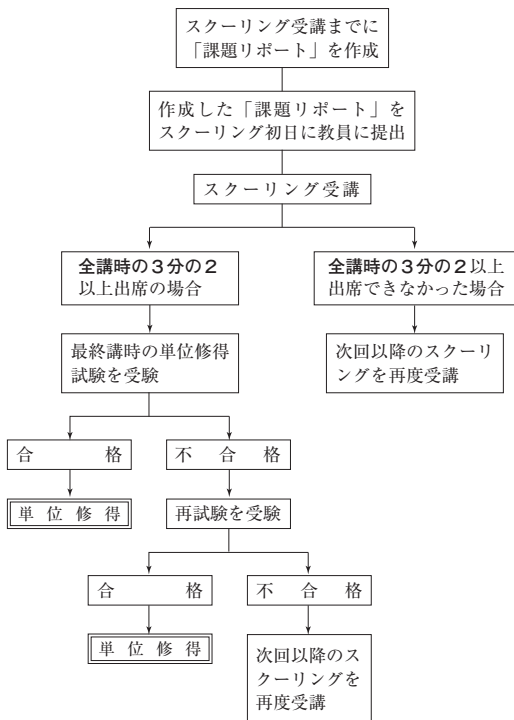 スクーリング受講までに
「課題リポート」を作成
作成した「課題リポート」を
スクーリング初日に教員に提出
スクーリング受講
全講時の3分の2
以上出席の場合
全講時の3分の2以上
出席できなかった場合
最終講時の単位修得
試験を受験
次回以降のスクーリ
ングを再度受講
合格
不合格
単位修得
再試験を受験
合格
不合格
単位修得
次回以降のス
クーリングを
再度受講